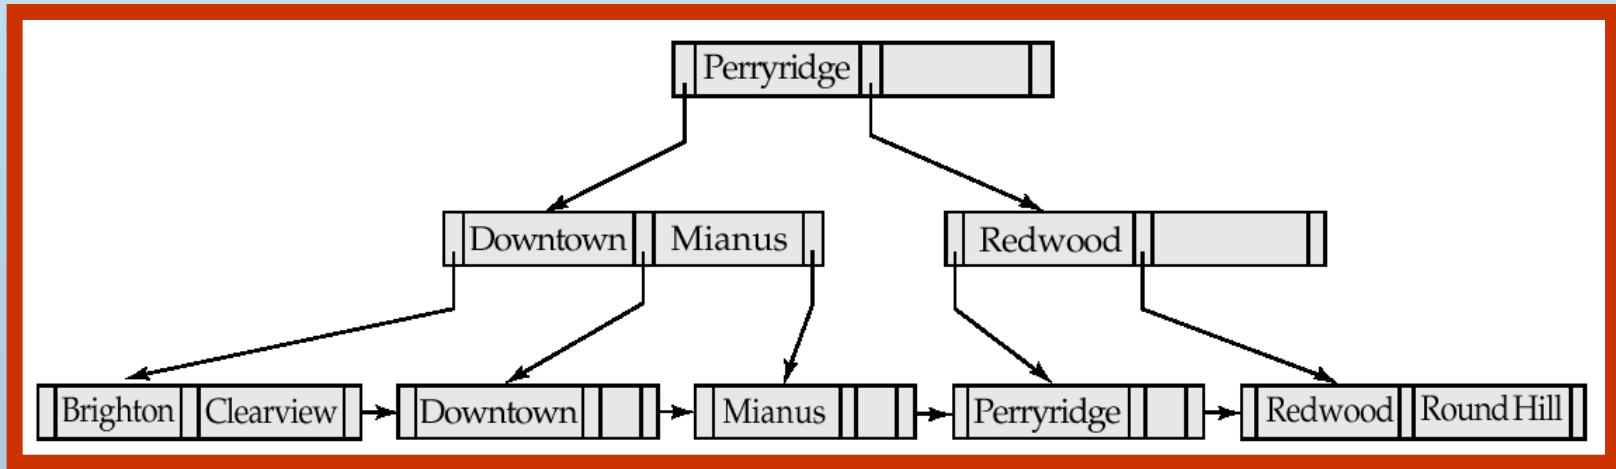 Perryridge
Downtown Mianus Redwood
Brighton Clearview Downtown Mianus Perryridge Redwood Round Hill